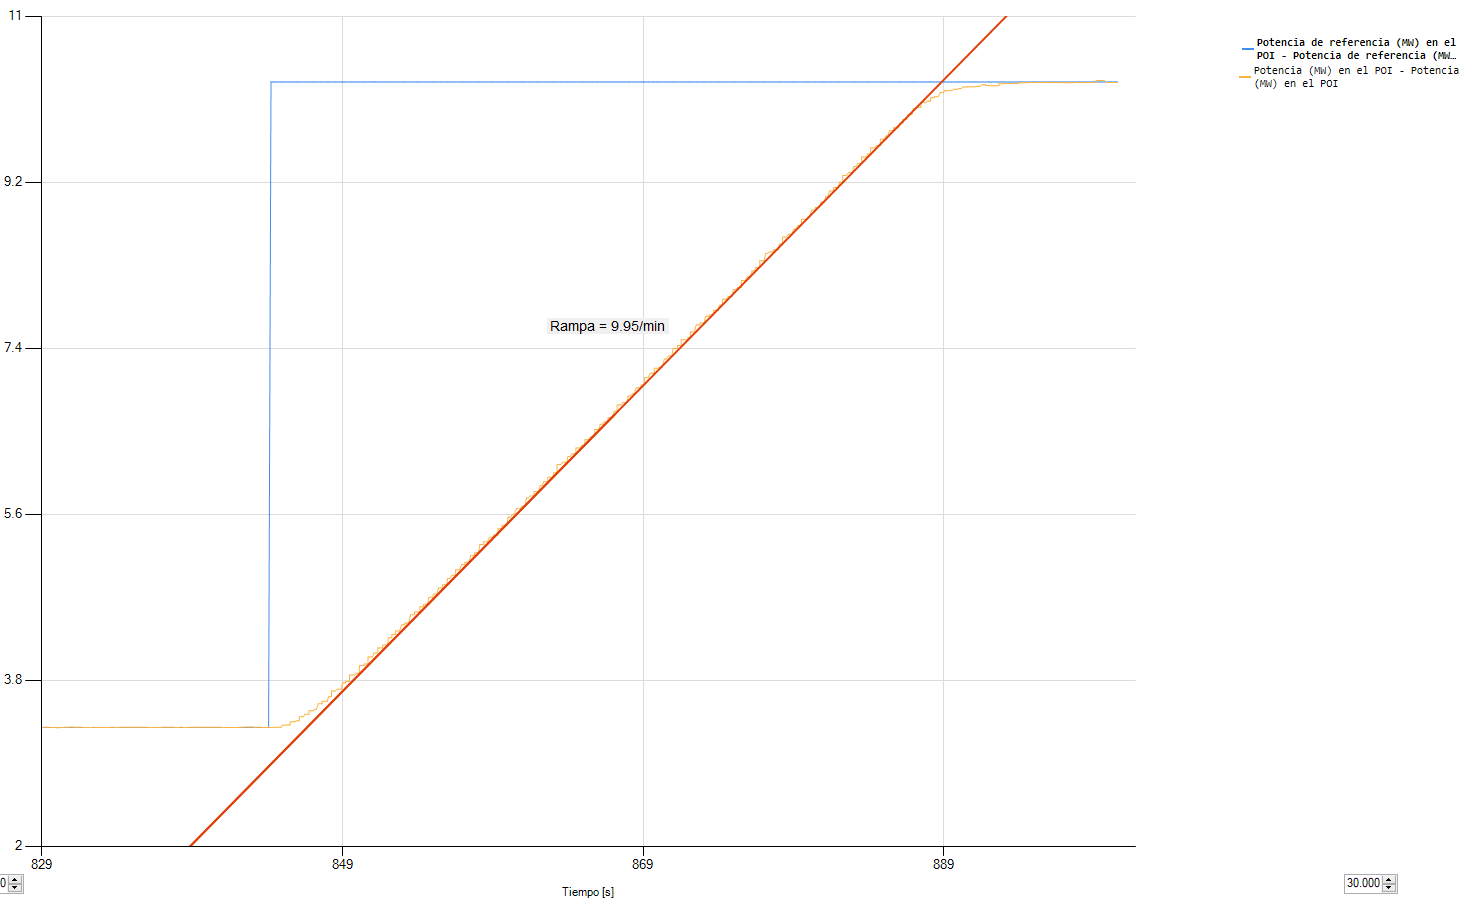 11
Potencia de referencia (MW) en el
POI - Potencia de referencia (MW…
Potencia (MW) en el POI - Potencia
(MW) en el POI
9.2
Rampa = 9.95/min
7.4
5.6
3.8
2
829 849 869 889
0 30.000
Tiempo [s]